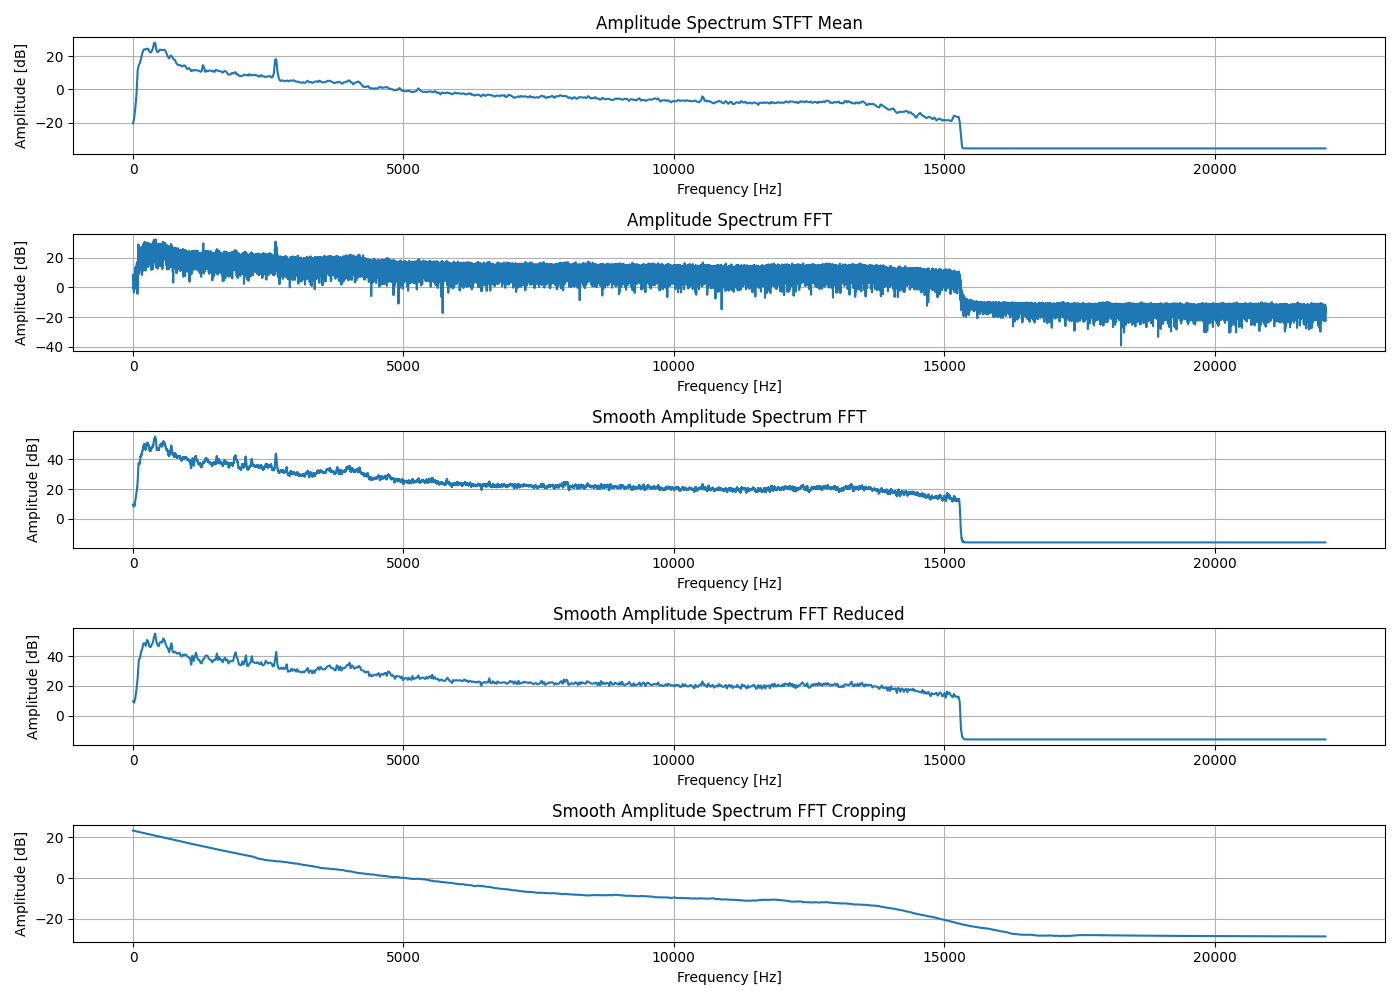 Amplitude Spectrum STFT Mean
Amplitude [dB]
20
0
−20
0 5000 10000 15000 20000
Frequency [Hz]
Amplitude Spectrum FFT
Amplitude [dB]
20
0
−20
−40
0 5000 10000 15000 20000
Frequency [Hz]
Smooth Amplitude Spectrum FFT
Amplitude [dB]
40
20
0
0 5000 10000 15000 20000
Frequency [Hz]
Smooth Amplitude Spectrum FFT Reduced
Amplitude [dB]
40
20
0
0 5000 10000 15000 20000
Frequency [Hz]
Smooth Amplitude Spectrum FFT Cropping
Amplitude [dB]
20
0
−20
0 5000 10000 15000 20000
Frequency [Hz]